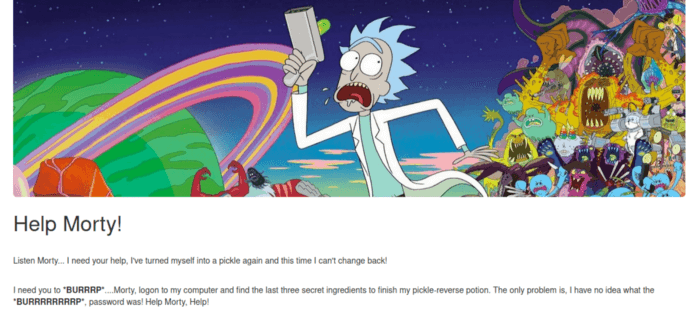 Help Morty!
Listen Morty... I need your help, I've turned myself into a pickle again and this time I can't change back!
I need you to *BURRRP*....Morty, logon to my computer and find the last three secret ingredients to finish my pickle-reverse potion. The only problem is, I have no idea what the
*BURRRRRRRRP*, password was! Help Morty, Help!